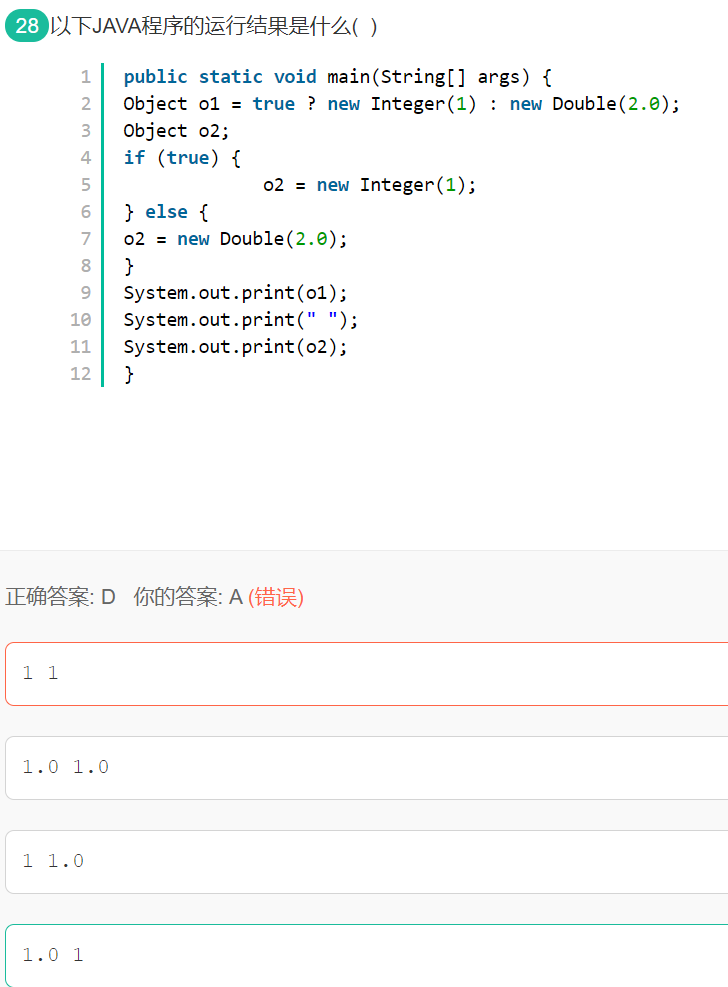 28 以下JAVA程序的运行结果是什么( )
1 public static void main(String[] args) {
2 Object o1 = true ? new Integer(1) : new Double(2.0);
3 Object o2;
4 if (true) {
5 o2 = new Integer(1);
6 } else {
7 o2 = new Double(2.0);
8 }
9 System.out.print(o1);
10 System.out.print(" ");
11 System.out.print(o2);
12 }
正确答案: D 你的答案: A (错误)
1 1
1.0 1.0
1 1.0
1.0 1